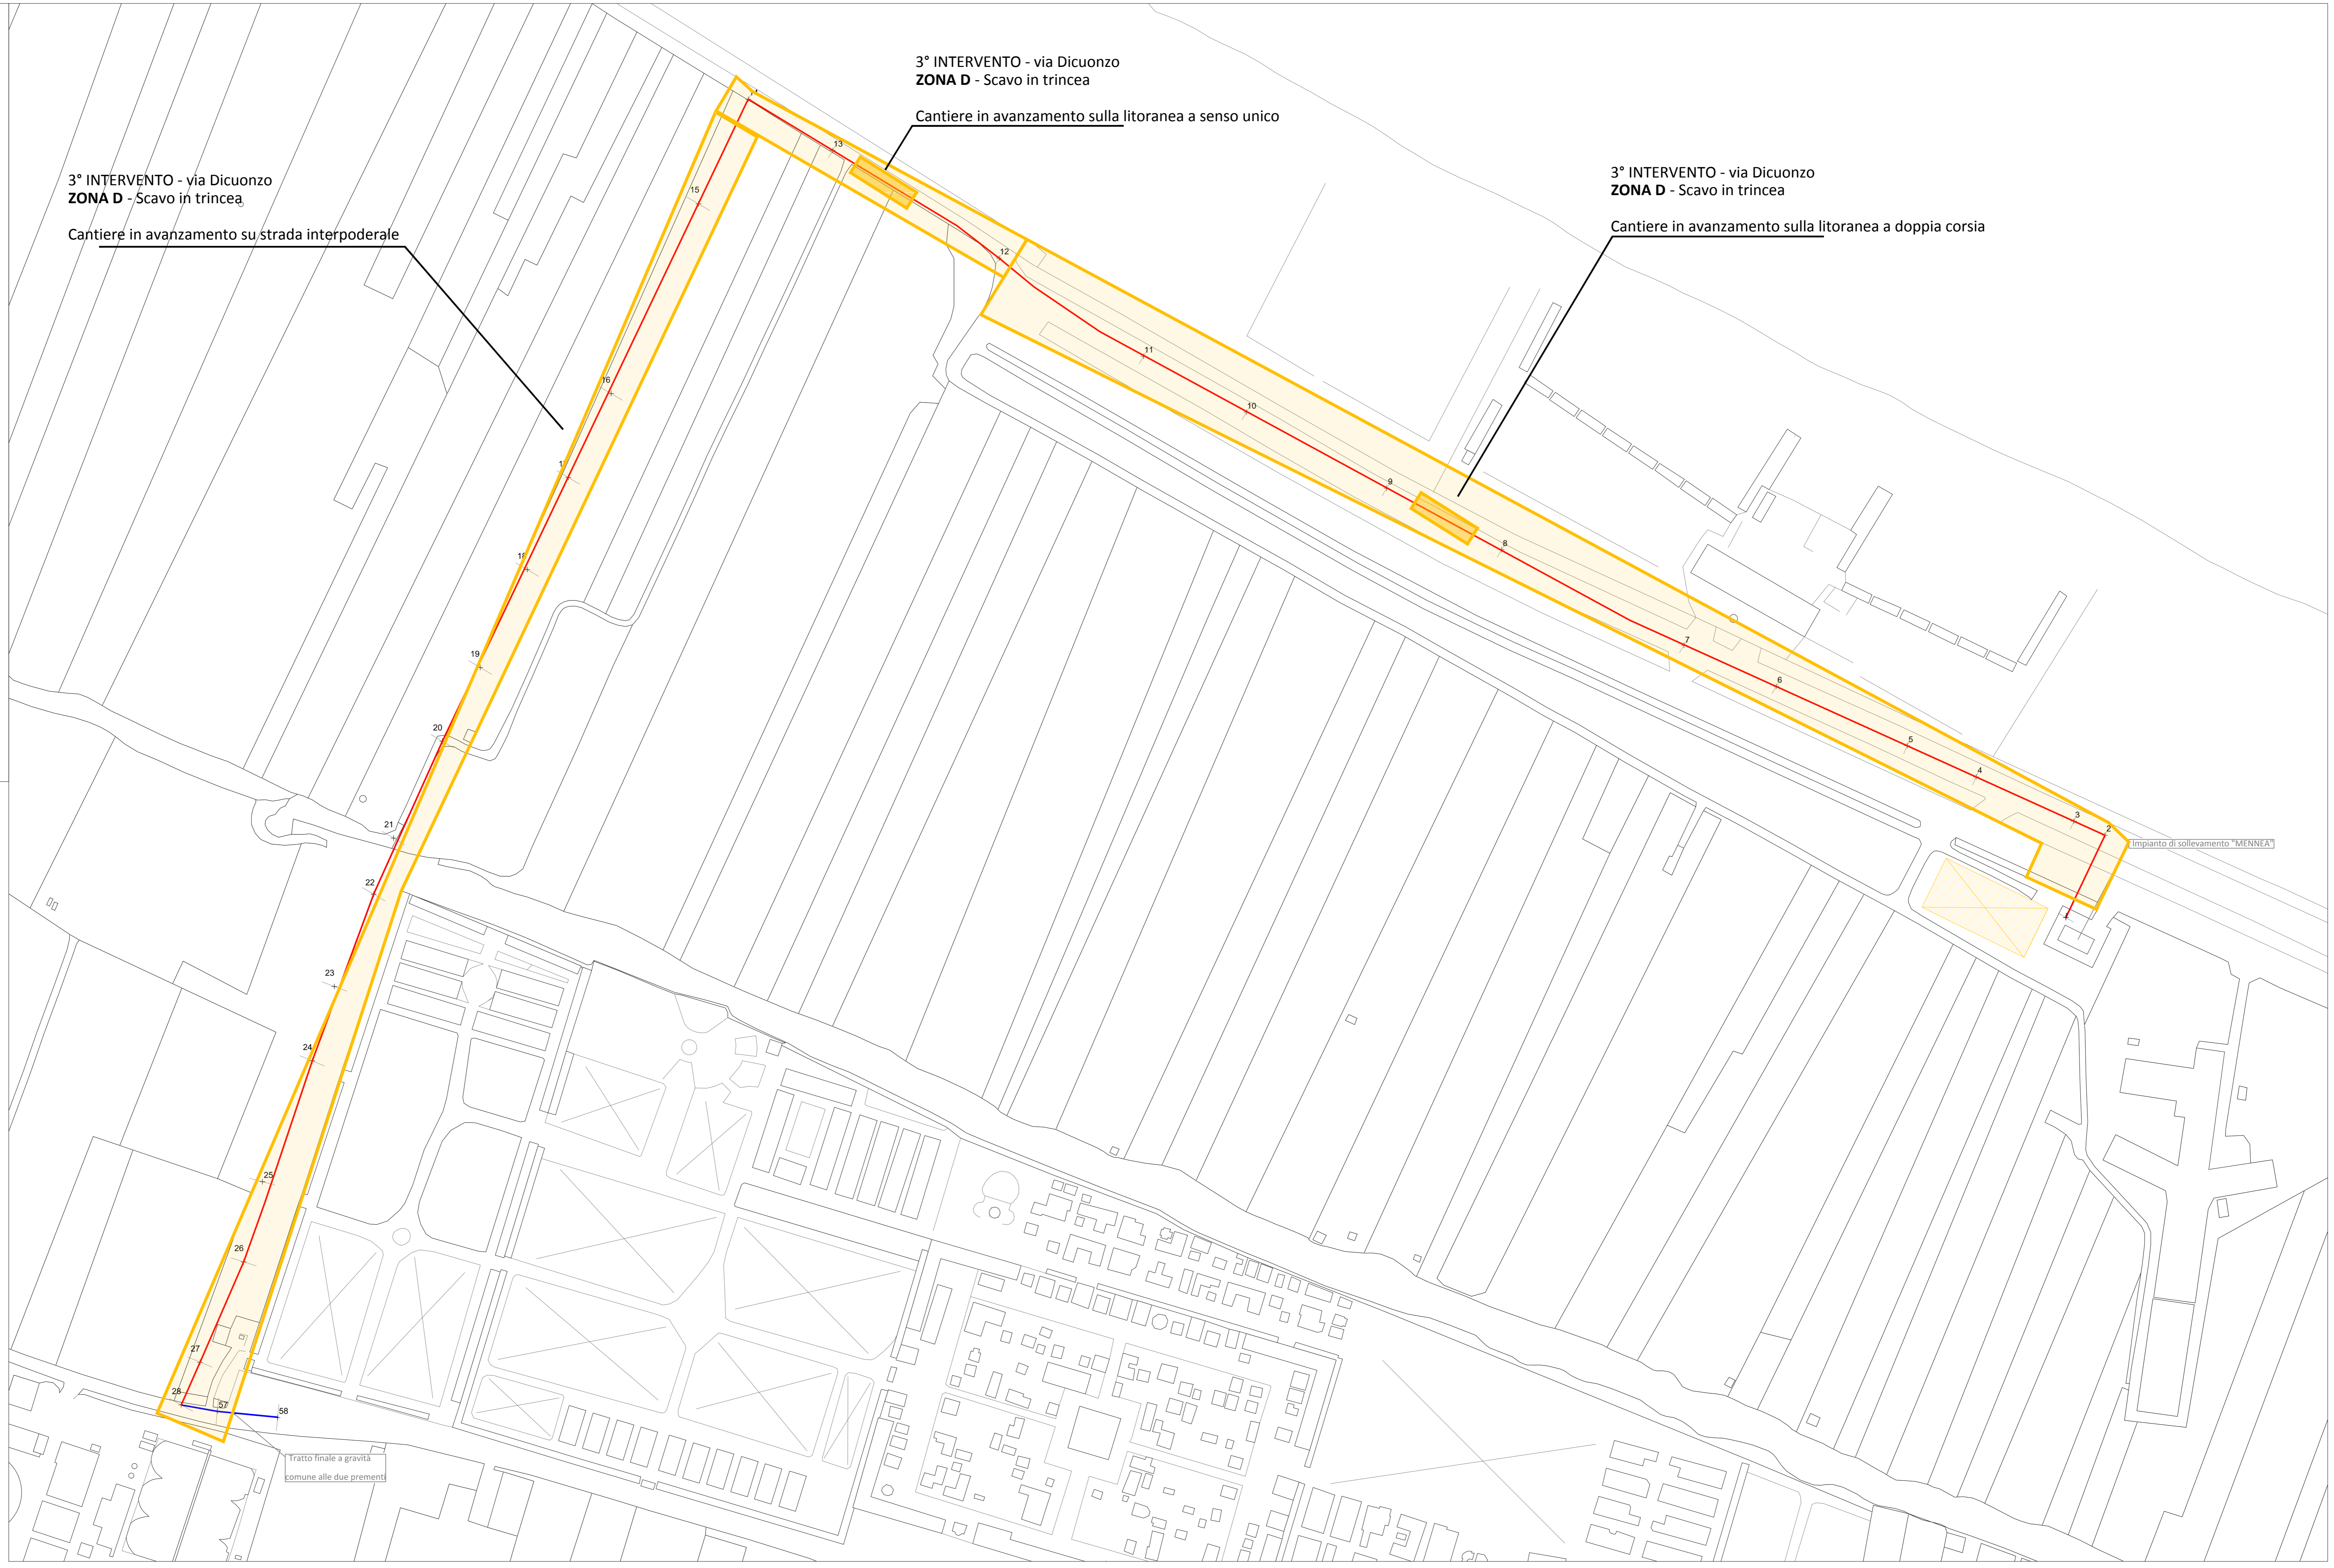 3° INTERVENTO - via Dicuonzo
ZONA D - Scavo in trincea
Cantiere in avanzamento sulla litoranea a senso unico
3° INTERVENTO - via Dicuonzo
ZONA D - Scavo in trincea
Cantiere in avanzamento sulla litoranea a doppia corsia
3° INTERVENTO - via Dicuonzo
ZONA D - Scavo in trincea
Cantiere in avanzamento su strada interpoderale
13
15
12
11
16
10
9
8
19
7
6
20
5
4
3
2
21
Impianto di sollevamento "MENNEA"
22
23
24
25
26
27
28
57
58
Tratto finale a gravità
comune alle due prementi